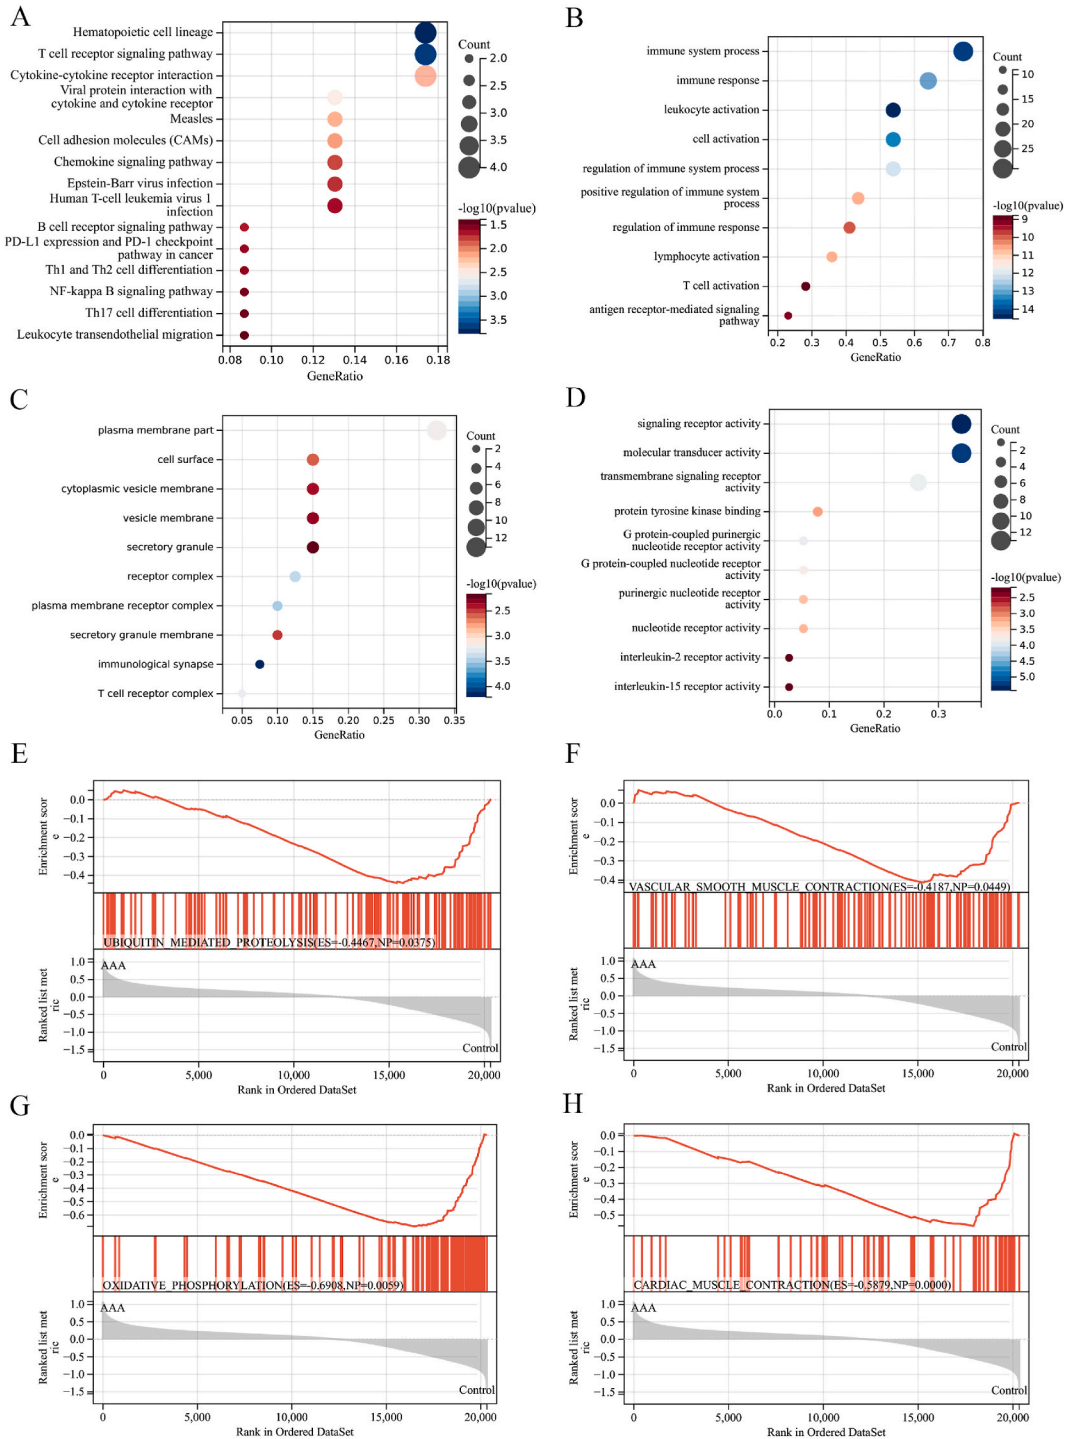 A
Hematopoietic cell lineage
T cell receptor signaling pathway
Cytokine-cytokine receptor interaction
Viral protein interaction with
cytokine and cytokine receptor
Measles
Cell adhesion molecules (CAMs)
Chemokine signaling pathway
Epstein-Barr virus infection
Human T-cell leukemia virus 1
infection
B cell receptor signaling pathway
PD-L1 expression and PD-1 checkpoint
pathway in cancer
Th1 and Th2 cell differentiation
NF-kappa B signaling pathway
Th17 cell differentiation
Leukocyte transendothelial migration
0.08 0.10 0.12 0.14 0.16 0.18
GeneRatio
Count
2.0
2.5
3.0
3.5
4.0
-log10(pvalue)
1.5
2.0
2.5
3.0
3.5
B
immune system process
immune response
leukocyte activation
cell activation
regulation of immune system process
positive regulation of immune system
process
regulation of immune response
lymphocyte activation
T cell activation
antigen receptor-mediated signaling
pathway
0.2 0.3 0.4 0.5 0.6 0.7 0.8
GeneRatio
Count
10
15
20
25
-log10(pvalue)
9
10
11
12
13
14
C
plasma membrane part
cell surface
cytoplasmic vesicle membrane
vesicle membrane
secretory granule
receptor complex
plasma membrane receptor complex
secretory granule membrane
immunological synapse
T cell receptor complex
0.05 0.10 0.15 0.20 0.25 0.30 0.35
GeneRatio
Count
2
4
6
8
10
12
-log10(pvalue)
2.5
3.0
3.5
4.0
D
signaling receptor activity
molecular transducer activity
transmembrane signaling receptor
activity
protein tyrosine kinase binding
G protein-coupled purinergic
nucleotide receptor activity
G protein-coupled nucleotide receptor
activity
purinergic nucleotide receptor
activity
nucleotide receptor activity
interleukin-2 receptor activity
interleukin-15 receptor activity
0.0 0.1 0.2 0.3
GeneRatio
Count
2
4
6
8
10
12
-log10(pvalue)
2.5
3.0
3.5
4.0
4.5
5.0
E
Enrichment scor
e
0.0
−0.1
−0.2
−0.3
−0.4
UBIQUITIN_MEDIATED_PROTEOLYSIS(ES=-0.4467,NP=0.0375)
Ranked list met
ric
1.0
0.5
0.0
−0.5
−1.0
−1.5
AAA
Control
0 5,000 10,000 15,000 20,000
Rank in Ordered DataSet
F
Enrichment scor
e
0.0
−0.1
−0.2
−0.3
−0.4
VASCULAR_SMOOTH_MUSCLE_CONTRACTION(ES=-0.4187,NP=0.0449)
Ranked list met
ric
1.0
0.5
0.0
−0.5
−1.0
−1.5
AAA
Control
0 5,000 10,000 15,000 20,000
Rank in Ordered DataSet
G
Enrichment scor
e
0.0
−0.1
−0.2
−0.3
−0.4
−0.5
−0.6
OXIDATIVE_PHOSPHORYLATION(ES=-0.6908,NP=0.0059)
Ranked list met
ric
1.0
0.5
0.0
−0.5
−1.0
−1.5
AAA
Control
0 5,000 10,000 15,000 20,000
Rank in Ordered DataSet
H
Enrichment scor
e
0.0
−0.1
−0.2
−0.3
−0.4
−0.5
CARDIAC_MUSCLE_CONTRACTION(ES=-0.5879,NP=0.0000)
Ranked list met
ric
1.0
0.5
0.0
−0.5
−1.0
−1.5
AAA
Control
0 5,000 10,000 15,000 20,000
Rank in Ordered DataSet